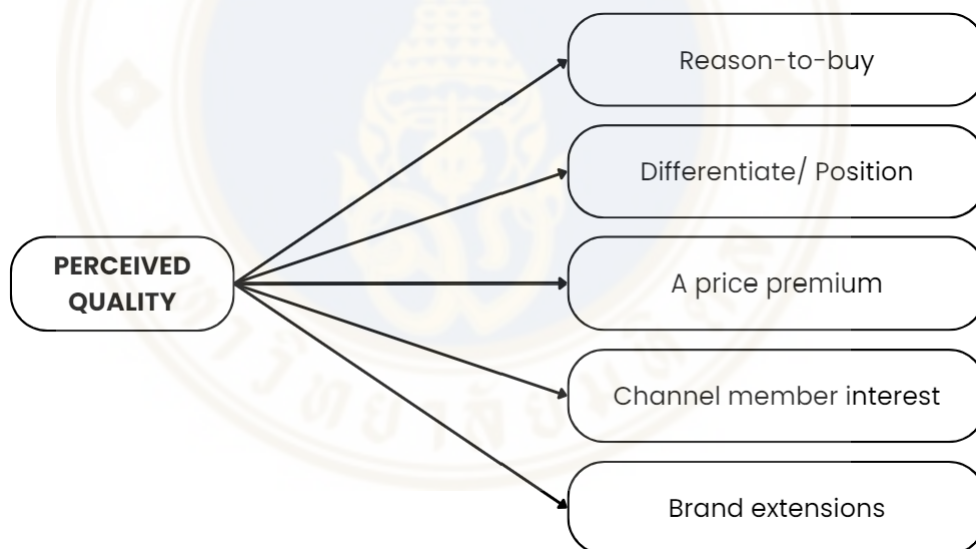 Reason-to-buy
Differentiate/ Position
PERCEIVED
QUALITY
A price premium
Channel member interest
Brand extensions